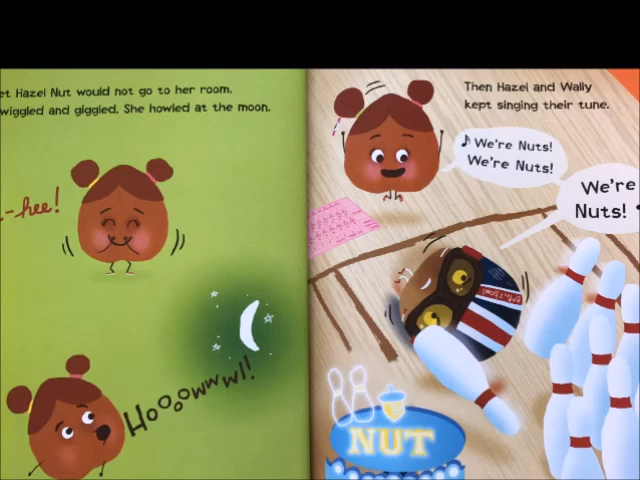 et Hazel Nut would not go to her room.
wiggled and giggled. She howled at the moon.
-hee!
Hooowwwl!
Then Hazel and Wally
kept singing their tune.
We're Nuts!
We're Nuts!
We're
Nuts!
NUT